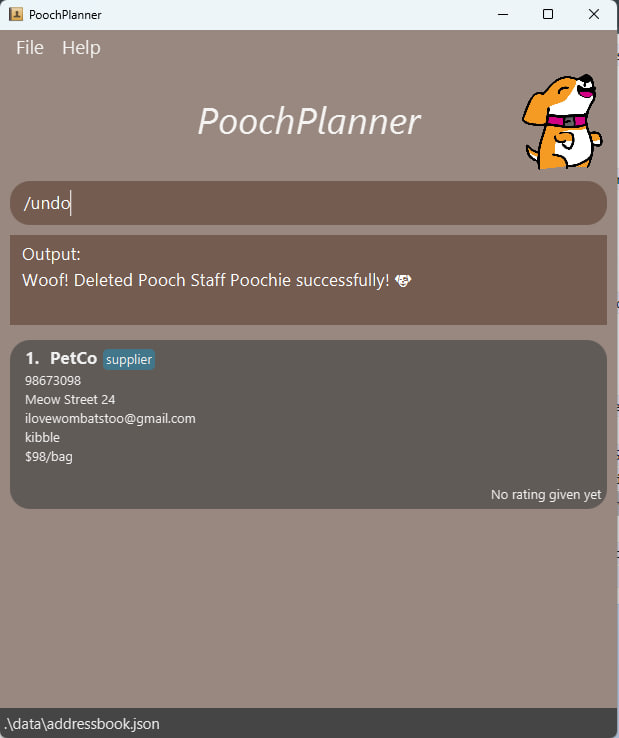 PoochPlanner
File Help
PoochPlanner
/undo
Output:
Woof! Deleted Pooch Staff Poochie successfully! 🐶
1. PetCo supplier
98673098
Meow Street 24
ilovewombatstoo@gmail.com
kibble
$98/bag
No rating given yet
.\data\addressbook.json